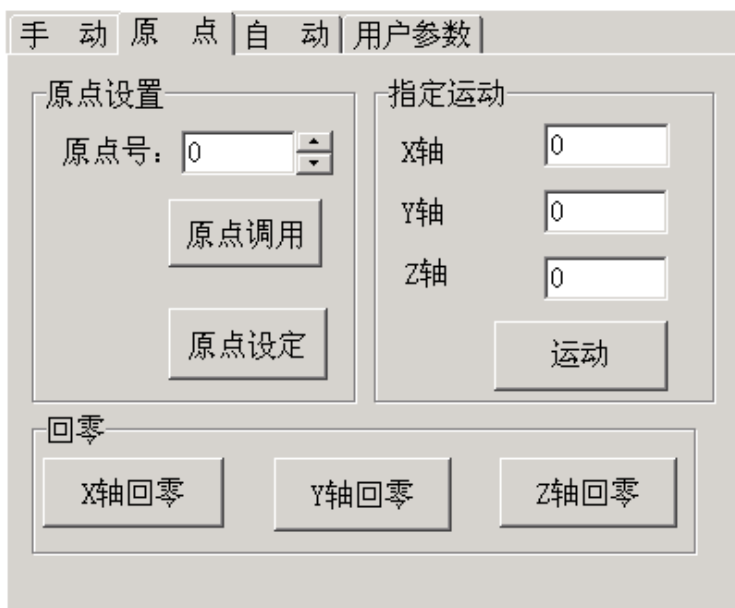 手 动 原 点 自 动 用户参数
原点设置
原点号：0
原点调用
原点设定
指定运动
X轴 0
Y轴 0
Z轴 0
运动
回零
X轴回零 Y轴回零 Z轴回零